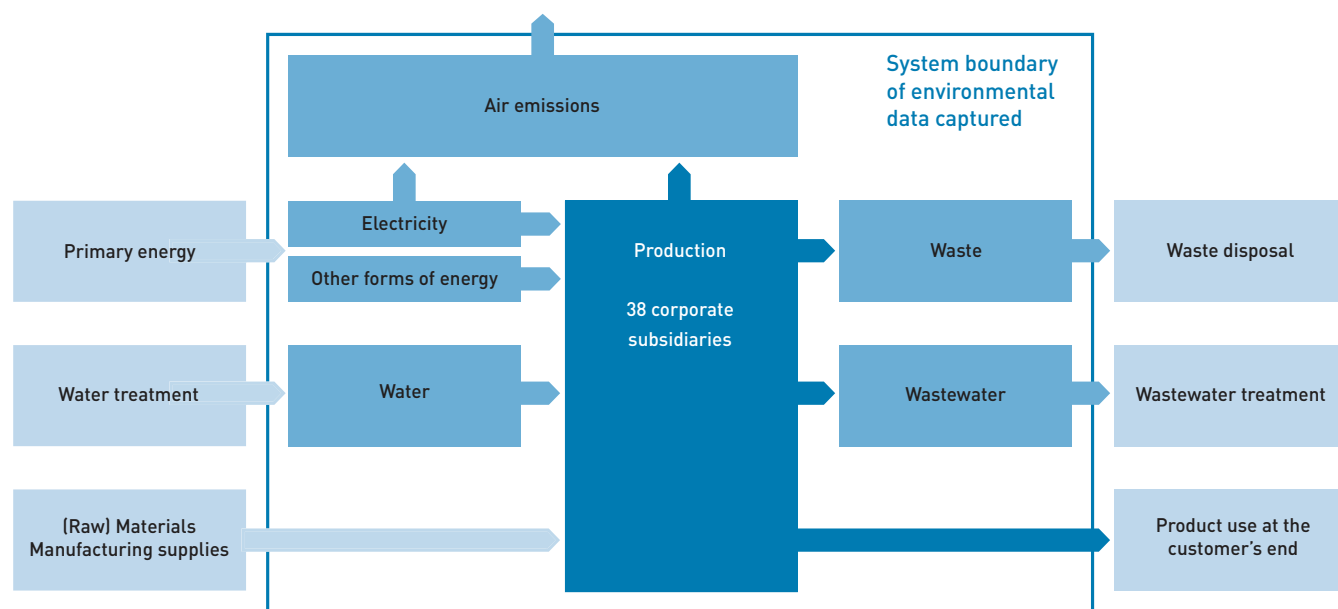 System boundary
of environmental
data captured
Air emissions
Primary energy
Electricity
Other forms of energy
Production
38 corporate
subsidiaries
Waste
Waste disposal
Water treatment
Water
Wastewater
Wastewater treatment
(Raw) Materials
Manufacturing supplies
Product use at the
customer’s end